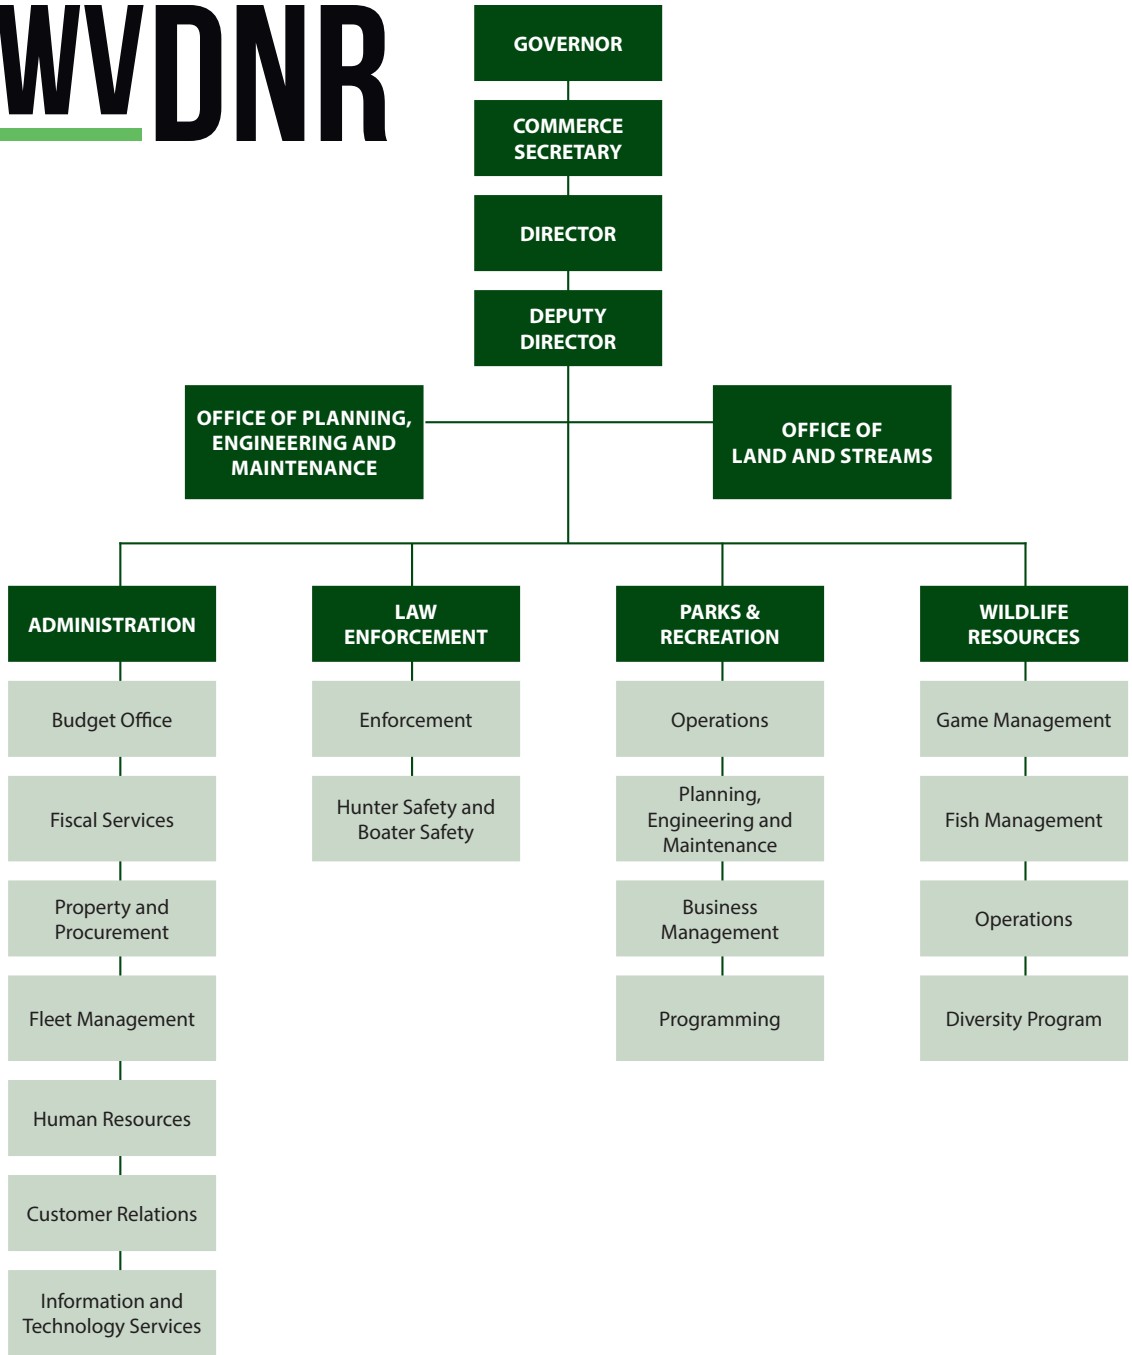 WVDNR
GOVERNOR
COMMERCE
SECRETARY
DIRECTOR
DEPUTY
DIRECTOR
OFFICE OF PLANNING,
ENGINEERING AND
MAINTENANCE
OFFICE OF
LAND AND STREAMS
ADMINISTRATION
Budget Office
Fiscal Services
Property and
Procurement
Fleet Management
Human Resources
Customer Relations
Information and
Technology Services
LAW
ENFORCEMENT
Enforcement
Hunter Safety and
Boater Safety
PARKS &
RECREATION
Operations
Planning,
Engineering and
Maintenance
Business
Management
Programming
WILDLIFE
RESOURCES
Game Management
Fish Management
Operations
Diversity Program